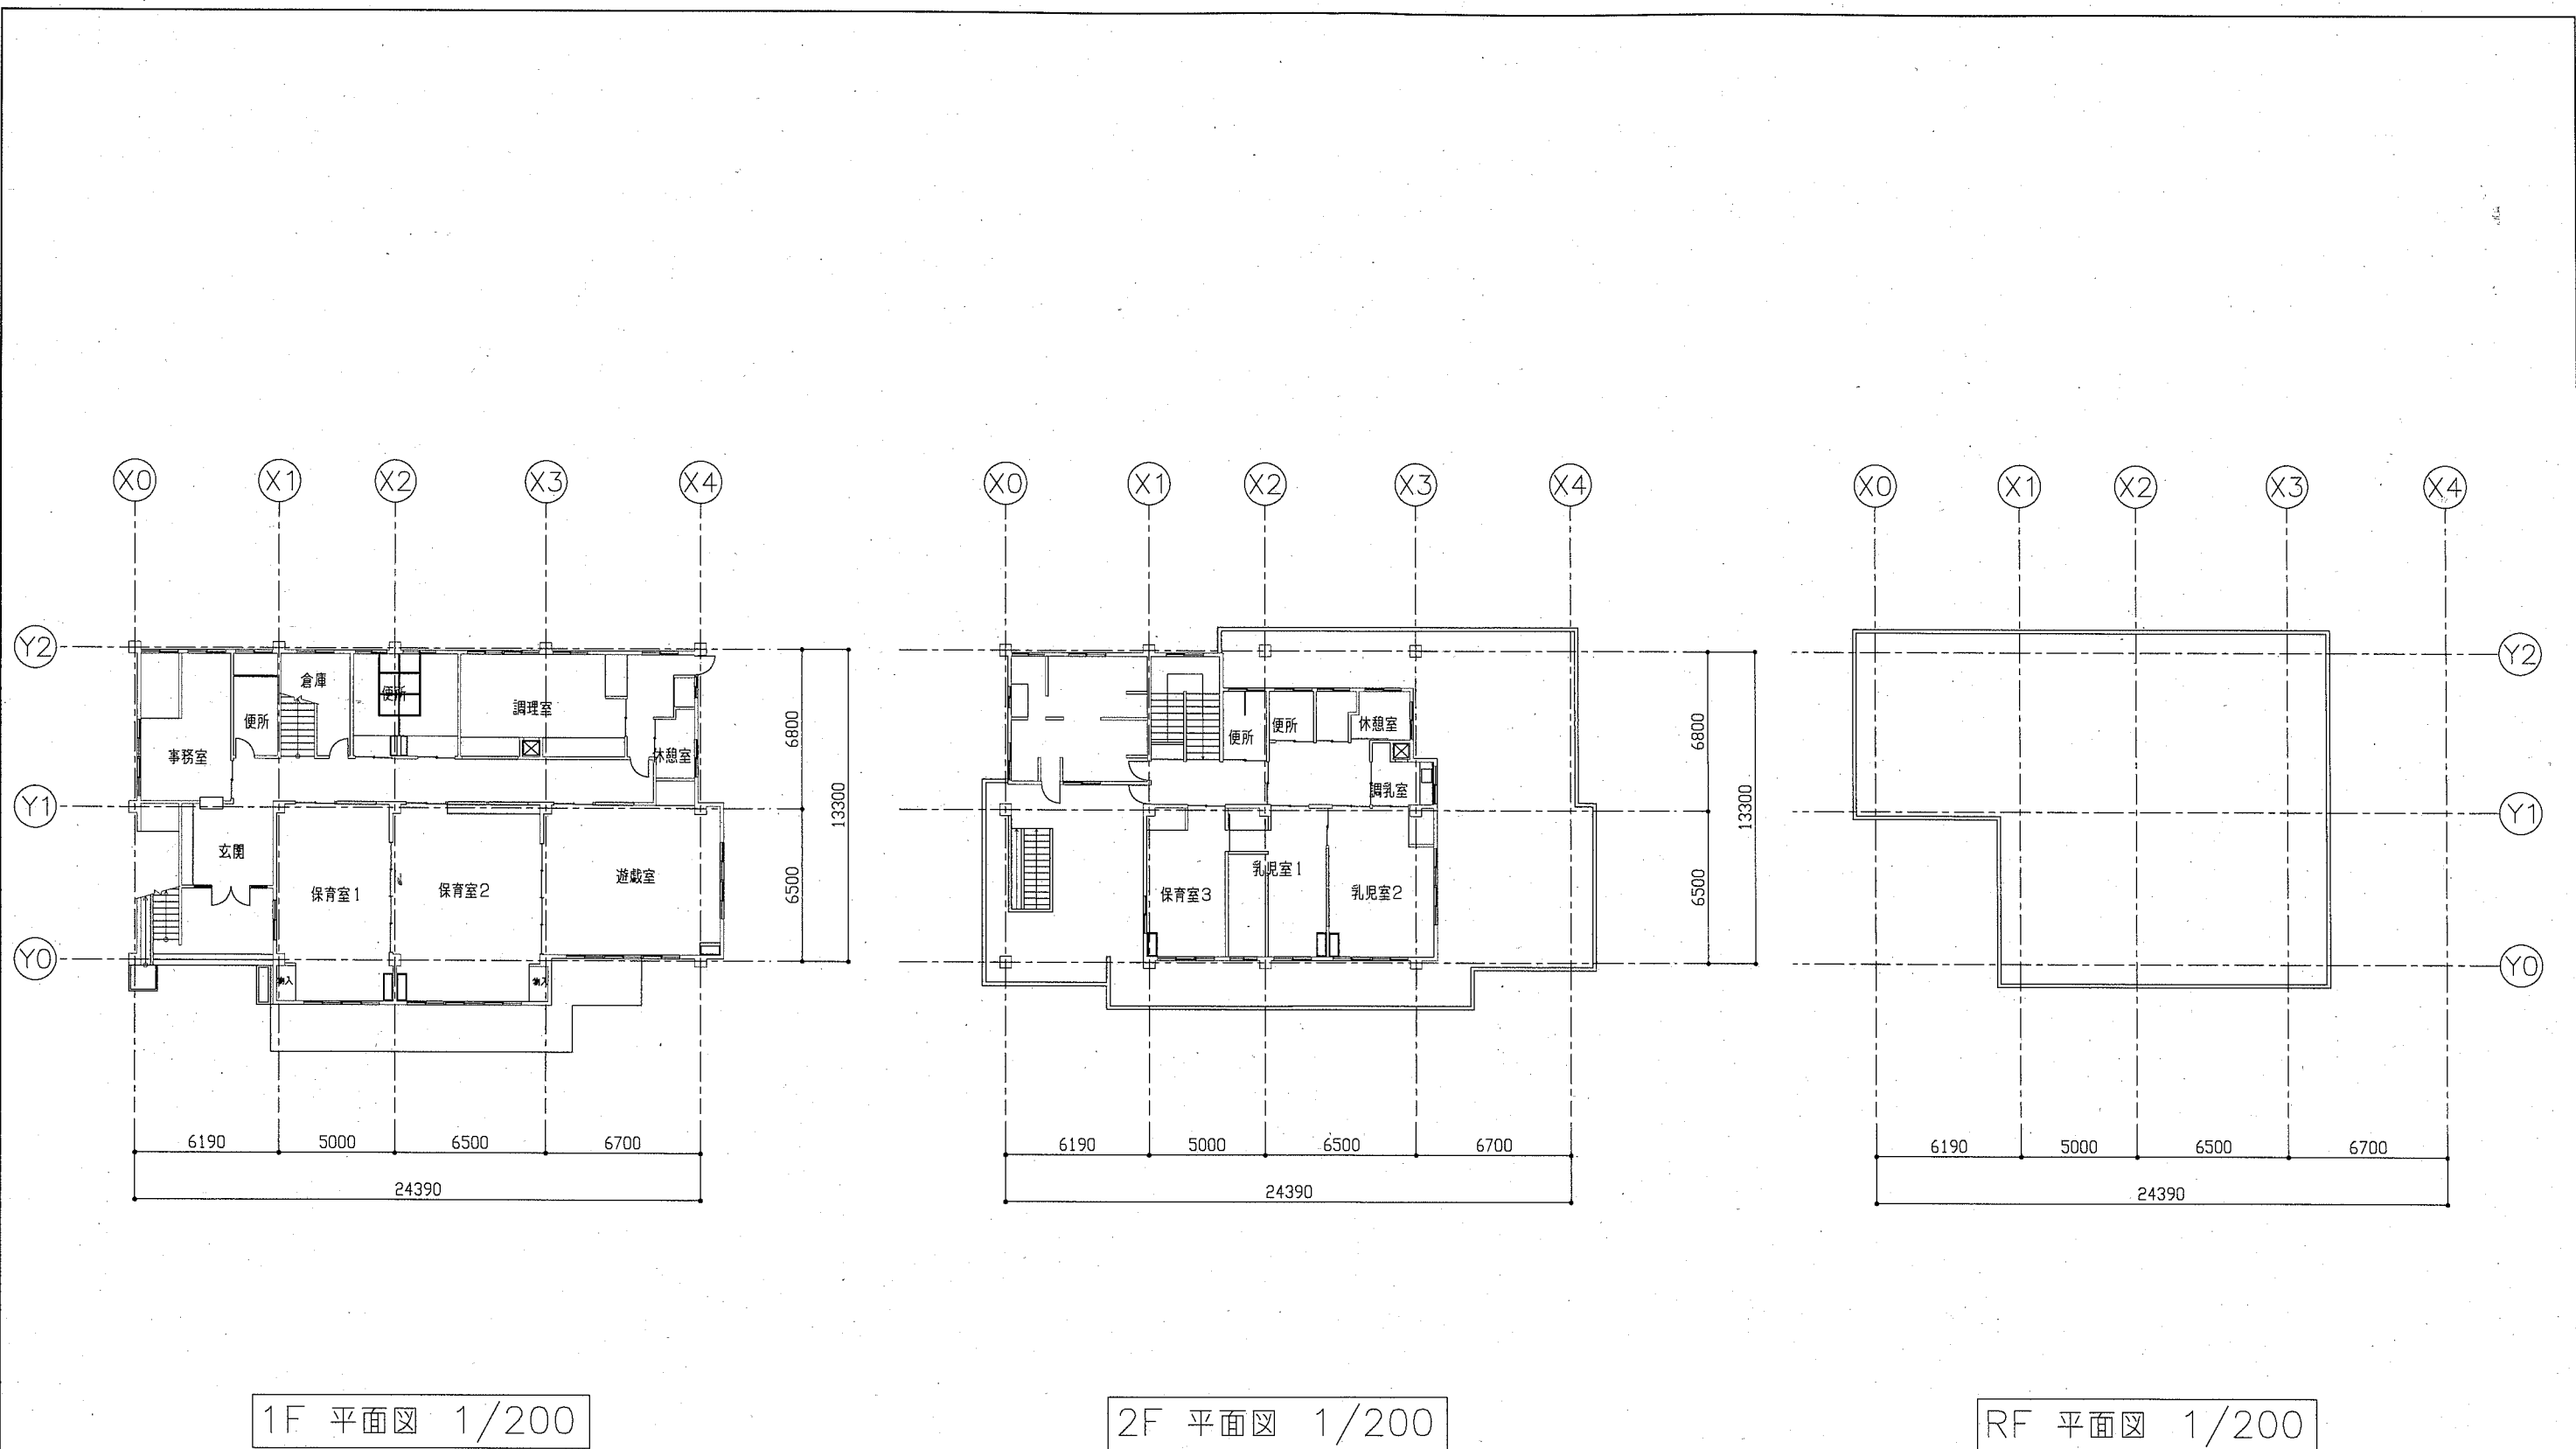 X0 X1 X2 X3 X4
Y2
倉庫
便所
便所
調理室
事務室
休憩室
6800
Y1
13300
玄関
保育室1
保育室2
遊戯室
6500
Y0
物入
物入
6190 5000 6500 6700
24390
1F 平面図 1/200
X0 X1 X2 X3 X4
便所
便所
休憩室
6800
調乳室
13300
保育室3
乳児室1
乳児室2
6500
6190 5000 6500 6700
24390
2F 平面図 1/200
X0 X1 X2 X3 X4
Y2
Y1
Y0
6190 5000 6500 6700
24390
RF 平面図 1/200